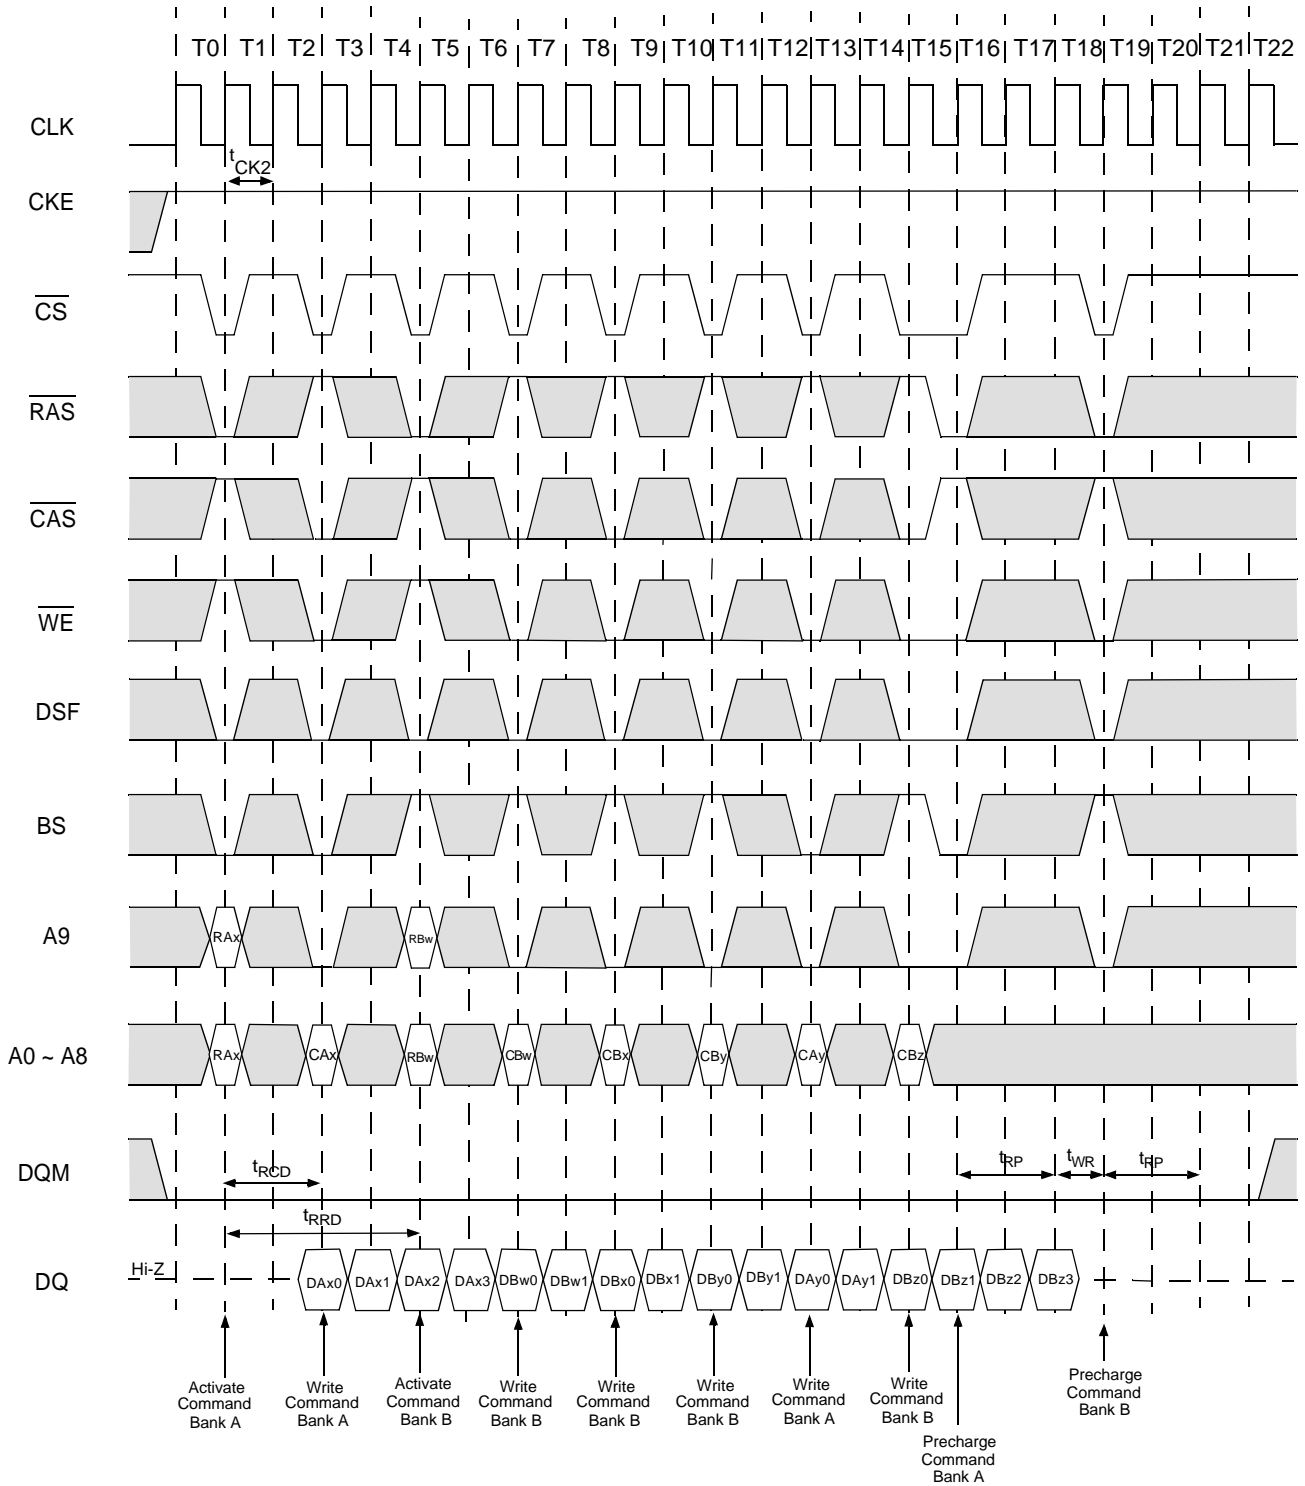 T0 T1 T2 T3 T4 T5 T6 T7 T8 T9 T10 T11 T12 T13 T14 T15 T16 T17 T18 T19 T20 T21 T22
CLK
tCK2
CKE
CS
RAS
CAS
WE
DSF
BS
A9
RAx RBw
A0 ~ A8
RAx CAx RBw CBw CBx CBy CAy CBz
DQM
tRCD tRP tWR tRP
tRRD
DQ
Hi-Z
DAx0 DAx1 DAx2 DAx3 DBw0 DBw1 DBx0 DBx1 DBy0 DBy1 DAy0 DAy1 DBz0 DBz1 DBz2 DBz3
Activate
Command
Bank A
Write
Command
Bank A
Activate
Command
Bank B
Write
Command
Bank B
Write
Command
Bank B
Write
Command
Bank B
Write
Command
Bank A
Write
Command
Bank B
Precharge
Command
Bank A
Precharge
Command
Bank B